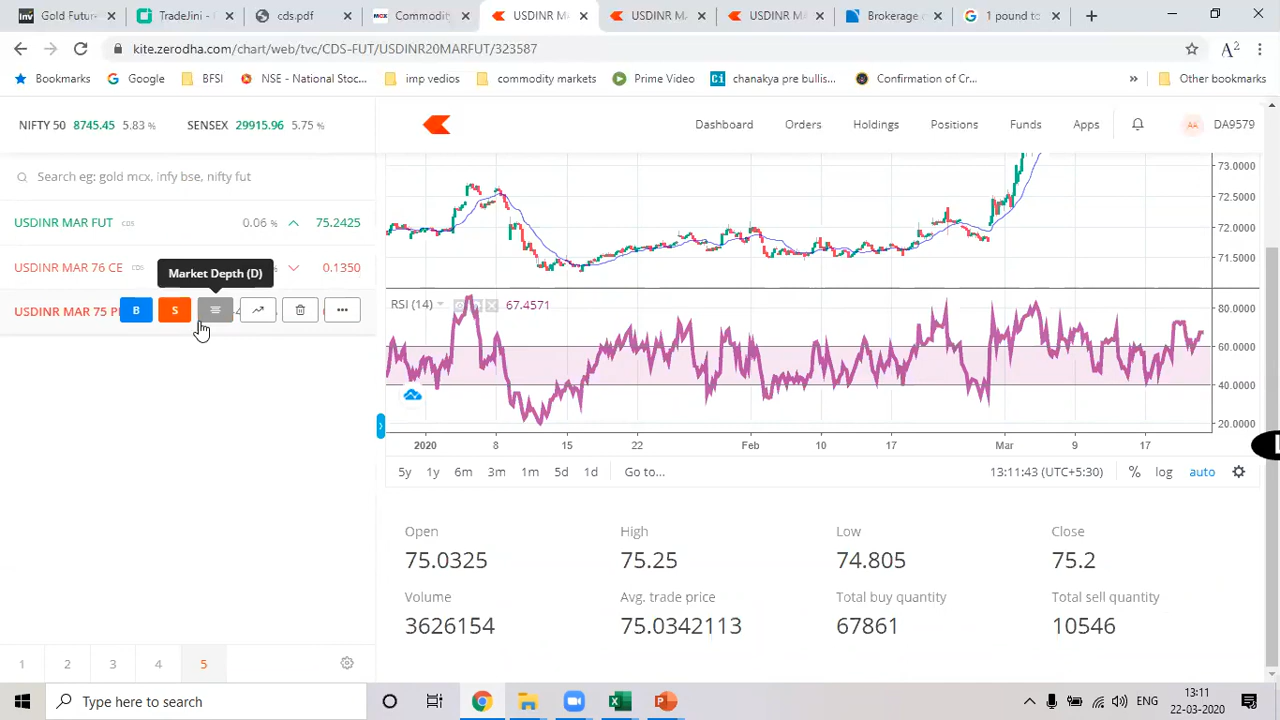 Gold Futur
TradeJini -
cds.pdf
Commodity
USDINR
USDINR MA
USDINR MA
Brokerage c
1 pound to
kite.zerodha.com/chart/web/tvc/CDS-FUT/USDINR20MARFUT/323587
Bookmarks
Google
BFSI
NSE - National Stoc...
imp vedios
commodity markets
Prime Video
chanakya pre bullis...
Confirmation of Cr...
Other bookmarks
NIFTY 50 8745.45 5.83 %
SENSEX 29915.96 5.75 %
Dashboard
Orders
Holdings
Positions
Funds
Apps
AA
DA9579
Search eg: gold mcx, infy bse, nifty fut
USDINR MAR FUT CDS 0.06 % 75.2425
USDINR MAR 76 CE CDS % 0.1350
Market Depth (D)
USDINR MAR 75 P
B
S
73.0000
72.5000
72.0000
71.5000
RSI (14) 67.4571
80.0000
60.0000
40.0000
20.0000
2020 8 15 22 Feb 10 17 Mar 9 17
5y 1y 6m 3m 1m 5d 1d Go to... 13:11:43 (UTC+5:30) % log auto
Open High Low Close
75.0325 75.25 74.805 75.2
Volume Avg. trade price Total buy quantity Total sell quantity
3626154 75.0342113 67861 10546
1 2 3 4 5
Type here to search
ENG
13:11
22-03-2020